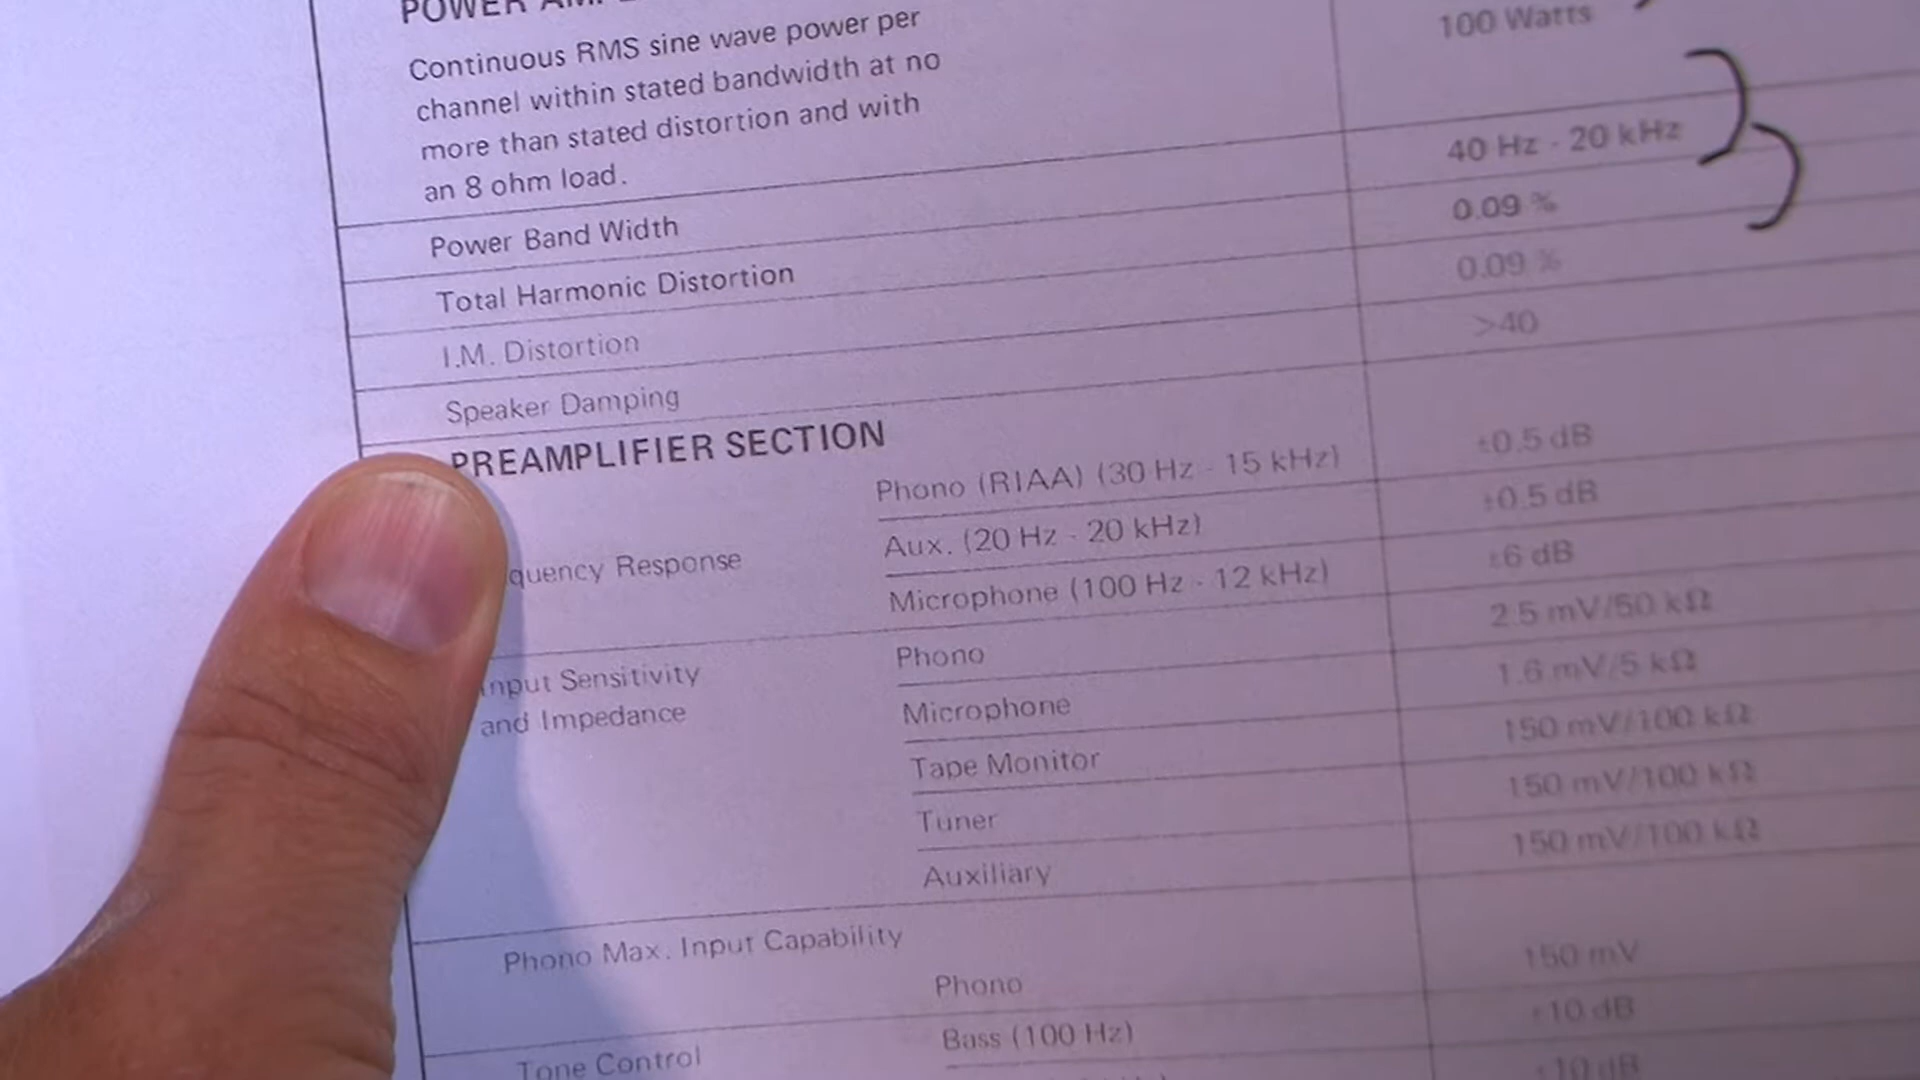 POWER
Continuous RMS sine wave power per
channel within stated bandwidth at no
more than stated distortion and with
an 8 ohm load.
100 Watts
Power Band Width 40 Hz - 20 kHz
Total Harmonic Distortion 0.09 %
I.M. Distortion 0.09 %
Speaker Damping >40
PREAMPLIFIER SECTION
quency Response
Phono (RIAA) (30 Hz - 15 kHz) ±0.5 dB
Aux. (20 Hz - 20 kHz) ±0.5 dB
Microphone (100 Hz - 12 kHz) ±6 dB
Input Sensitivity
and Impedance
Phono 2.5 mV/50 kΩ
Microphone 1.6 mV/5 kΩ
Tape Monitor 150 mV/100 kΩ
Tuner 150 mV/100 kΩ
Auxiliary 150 mV/100 kΩ
Phono Max. Input Capability
Phono 150 mV
Tone Control
Bass (100 Hz) ±10 dB
±10 dB